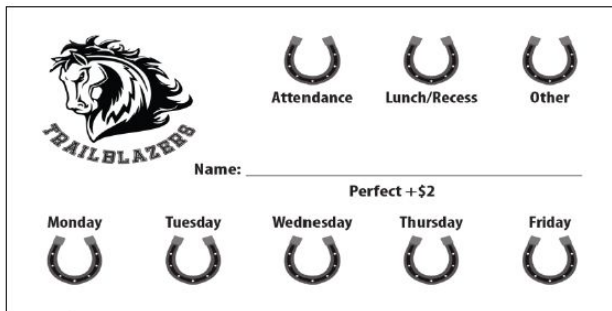 TRAILBLAZERS
Attendance Lunch/Recess Other
Name:
Perfect +$2
Monday Tuesday Wednesday Thursday Friday